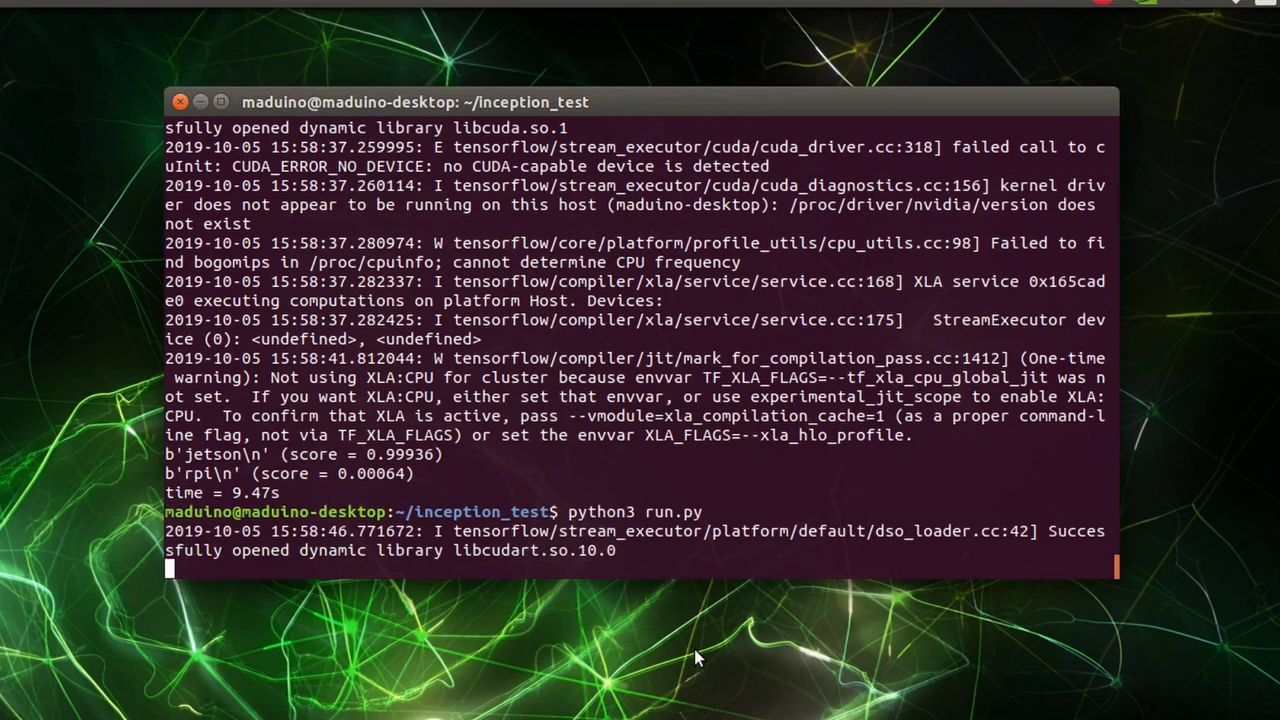 maduino@maduino-desktop: ~/inception_test
sfully opened dynamic library libcuda.so.1
2019-10-05 15:58:37.259995: E tensorflow/stream_executor/cuda/cuda_driver.cc:318] failed call to c
uInit: CUDA_ERROR_NO_DEVICE: no CUDA-capable device is detected
2019-10-05 15:58:37.260114: I tensorflow/stream_executor/cuda/cuda_diagnostics.cc:156] kernel driv
er does not appear to be running on this host (maduino-desktop): /proc/driver/nvidia/version does
not exist
2019-10-05 15:58:37.280974: W tensorflow/core/platform/profile_utils/cpu_utils.cc:98] Failed to fi
nd bogomips in /proc/cpuinfo; cannot determine CPU frequency
2019-10-05 15:58:37.282337: I tensorflow/compiler/xla/service/service.cc:168] XLA service 0x165cad
e0 executing computations on platform Host. Devices:
2019-10-05 15:58:37.282425: I tensorflow/compiler/xla/service/service.cc:175]   StreamExecutor dev
ice (0): <undefined>, <undefined>
2019-10-05 15:58:41.812044: W tensorflow/compiler/jit/mark_for_compilation_pass.cc:1412] (One-time
 warning): Not using XLA:CPU for cluster because envvar TF_XLA_FLAGS=--tf_xla_cpu_global_jit was n
ot set.  If you want XLA:CPU, either set that envvar, or use experimental_jit_scope to enable XLA:
CPU.  To confirm that XLA is active, pass --vmodule=xla_compilation_cache=1 (as a proper command-l
ine flag, not via TF_XLA_FLAGS) or set the envvar XLA_FLAGS=--xla_hlo_profile.
b'jetson\n' (score = 0.99936)
b'rpi\n' (score = 0.00064)
time = 9.47s
maduino@maduino-desktop:~/inception_test$ python3 run.py
2019-10-05 15:58:46.771672: I tensorflow/stream_executor/platform/default/dso_loader.cc:42] Succes
sfully opened dynamic library libcudart.so.10.0